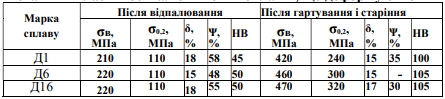 Марка сплаву Після відпалювання Після гартування і старіння
σв, МПа σ0,2, МПа δ, % ψ, % НВ σв, МПа σ0,2, МПа δ, % ψ, % НВ
Д1 210 110 18 58 45 420 240 15 35 100
Д6 220 110 15 48 50 460 300 15 - 105
Д16 220 110 18 55 50 470 320 17 30 105